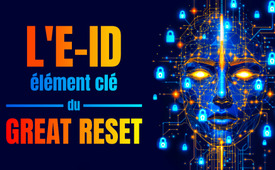 L'E-ID
élément clé
du
GREAT RESET